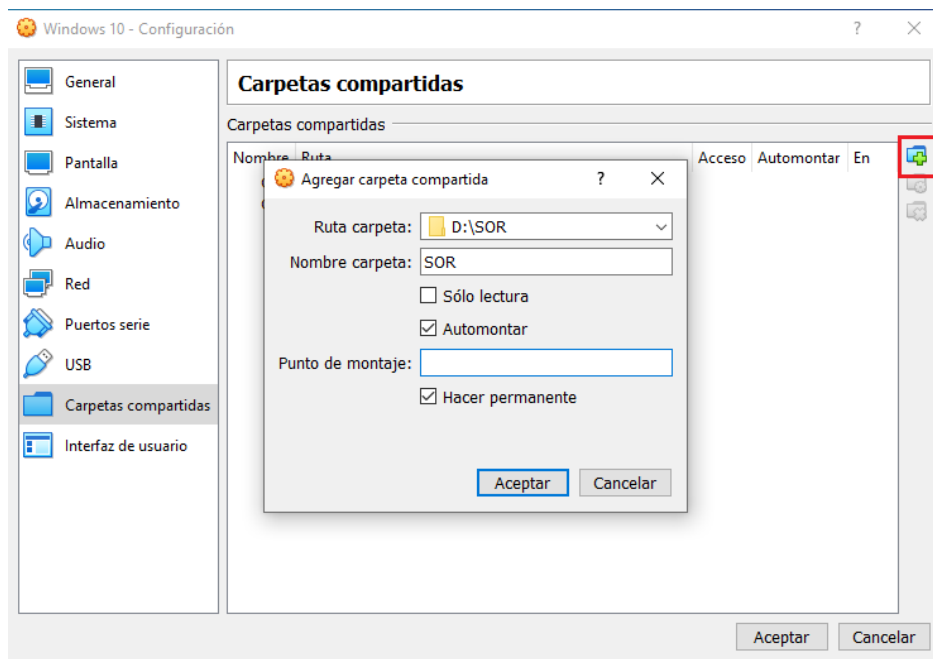 Windows 10 - Configuración ?
General
Sistema
Pantalla
Almacenamiento
Audio
Red
Puertos serie
USB
Carpetas compartidas
Interfaz de usuario
Carpetas compartidas
Carpetas compartidas
Nombre Ruta Acceso Automontar En
Agregar carpeta compartida ?
Ruta carpeta: D:\SOR
Nombre carpeta: SOR
Sólo lectura
Automontar
Punto de montaje:
Hacer permanente
Aceptar Cancelar
Aceptar Cancelar